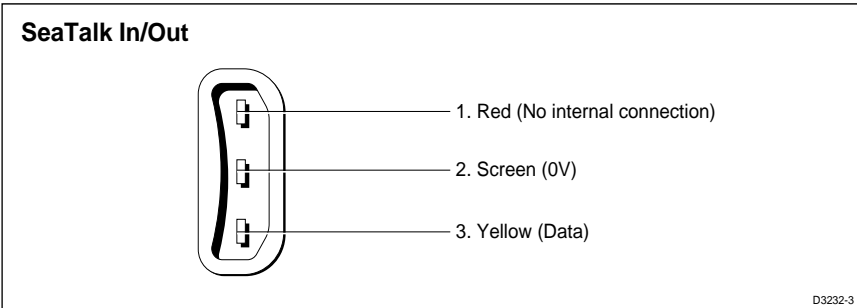 SeaTalk In/Out
1. Red (No internal connection)
2. Screen (0V)
3. Yellow (Data)
D3232-3